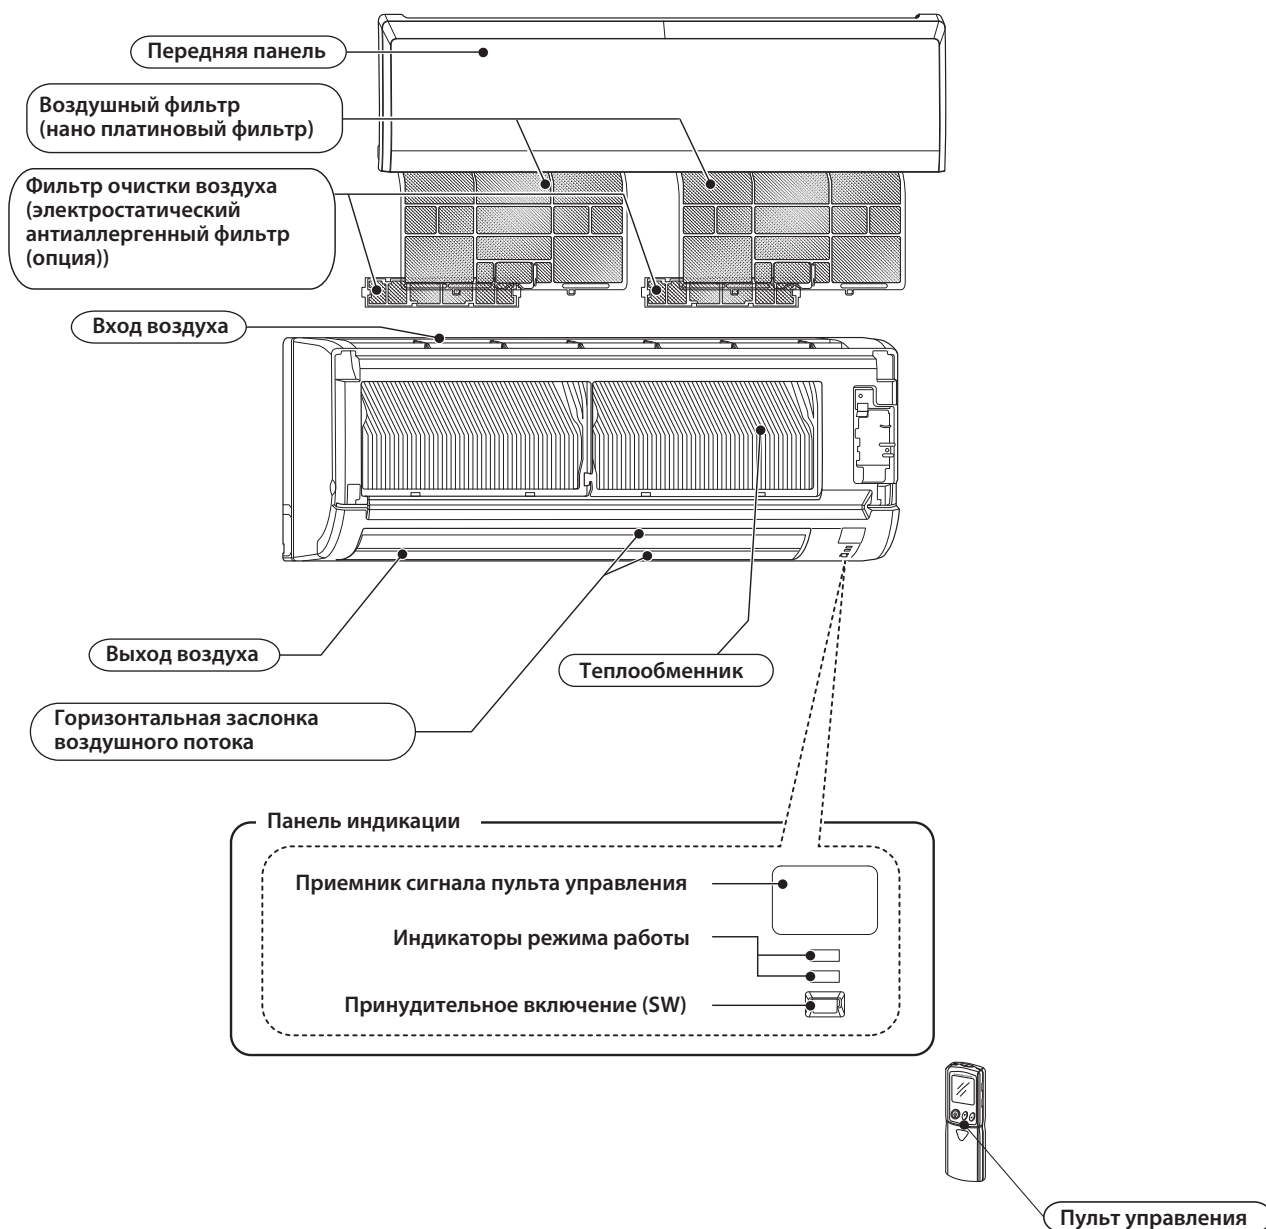 Передняя панель
Воздушный фильтр
(нано платиновый фильтр)
Фильтр очистки воздуха
(электростатический
антиаллергенный фильтр
(опция))
Вход воздуха
Выход воздуха
Теплообменник
Горизонтальная заслонка
воздушного потока
Панель индикации
Приемник сигнала пульта управления
Индикаторы режима работы
Принудительное включение (SW)
Пульт управления